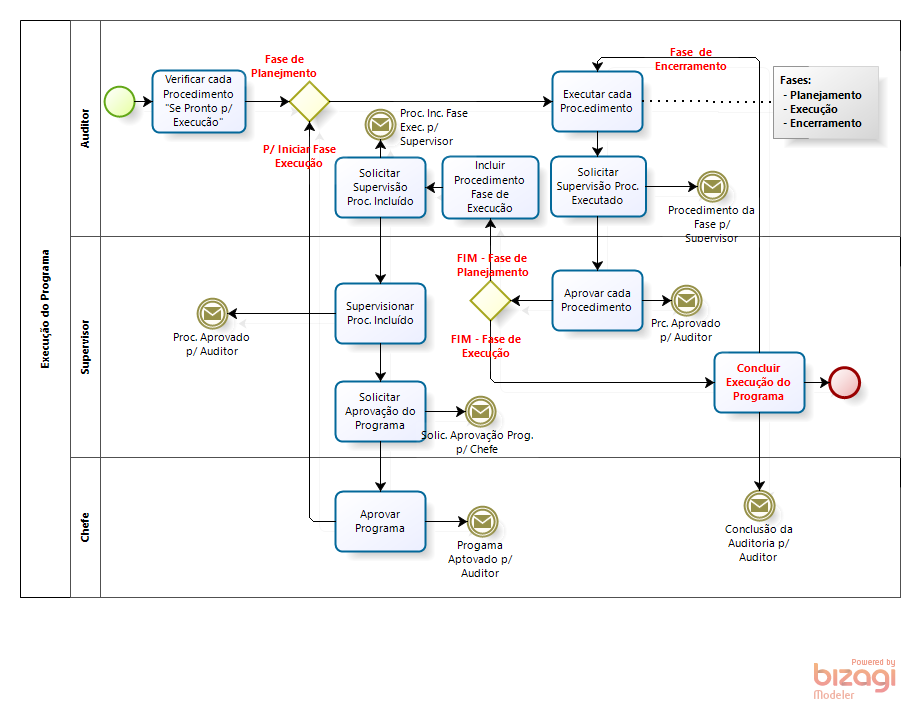 Execução do Programa
Auditor
Verificar cada
Procedimento
"Se Pronto p/
Execução"
Fase de
Planejmento
P/ Iniciar Fase
Execução
Proc. Inc. Fase
Exec. p/
Supervisor
Solicitar
Supervisão
Proc. Incluído
Incluir
Procedimento
Fase de
Execução
Executar cada
Proc.edimento
Fase  de
Encerramento
Fases:
- Planejamento
- Execução
- Encerramento
Solicitar
Supervisão Proc.
Executado
Procedimento da
Fase p/
Supervisor
Supervisor
FIM - Fase de
Planejamento
Aprovar cada
Procedimento
Prc. Aprovado
p/ Auditor
FIM - Fase de
Execução
Supervisionar
Proc. Incluído
Proc. Aprovado
p/ Auditor
Concluir
Execução do
Programa
Solicitar
Aprovação do
Programa
Solic. Aprovação Prog.
p/ Chefe
Chefe
Aprovar
Programa
Progama
Aptovado p/
Auditor
Conclusão da
Auditoria p/
Auditor
Powered by
bizagi
Modeler